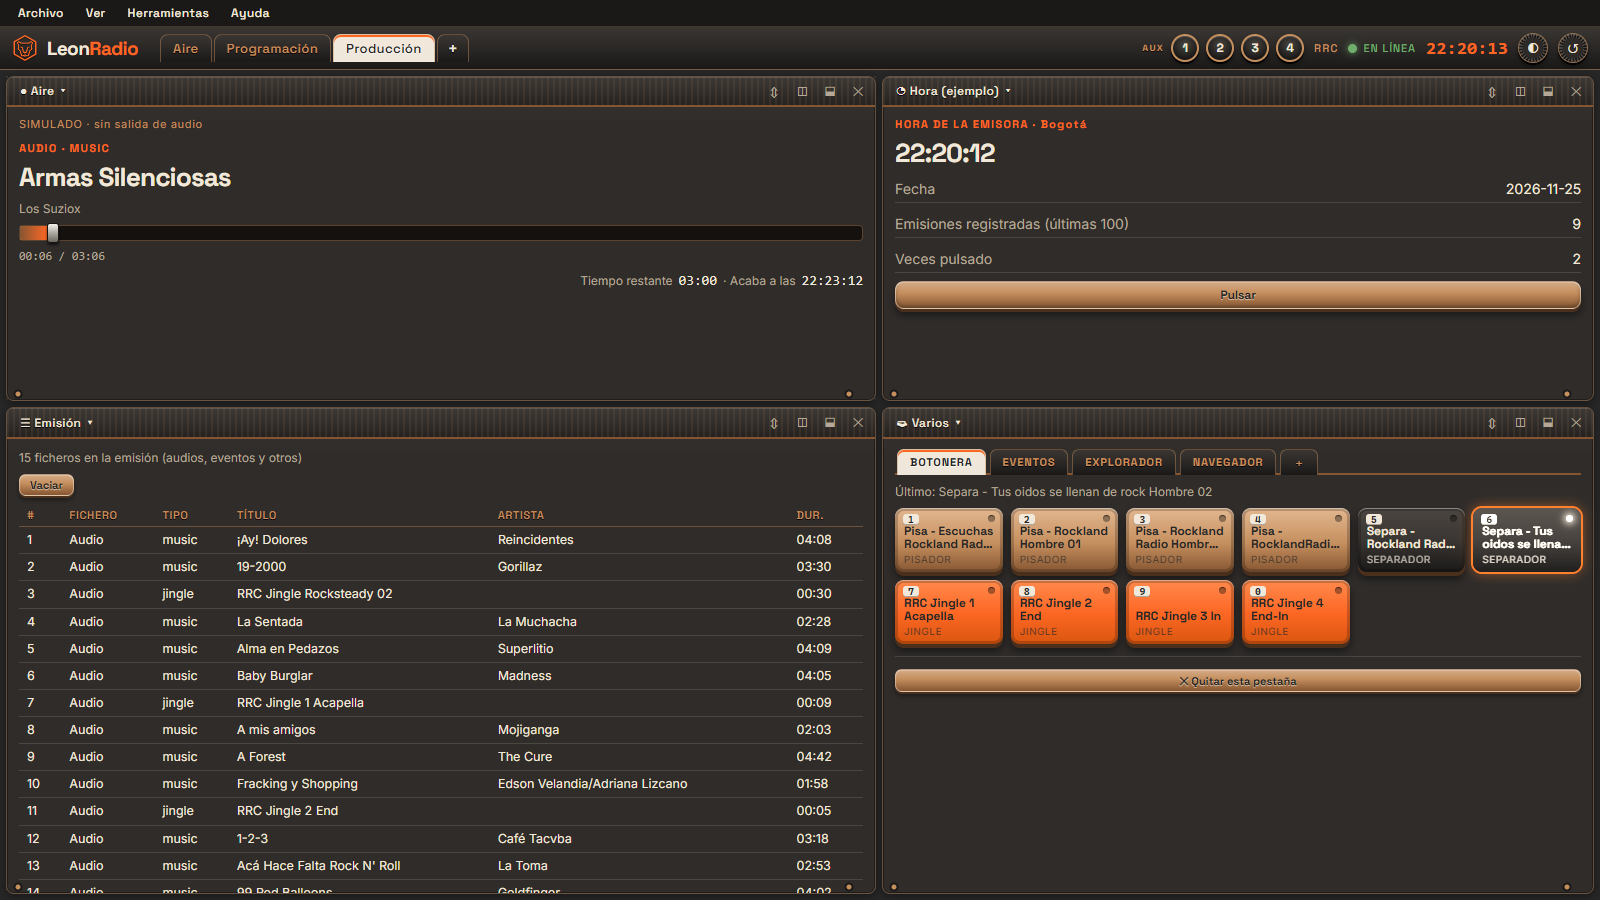 Archivo Ver Herramientas Ayuda
LeonRadio Aire Programación Producción + AUX 1 2 3 4 RRC EN LÍNEA 22:20:13
Aire
SIMULADO · sin salida de audio
AUDIO · MUSIC
Armas Silenciosas
Los Suziox
00:06 / 03:06
Tiempo restante 03:00 · Acaba a las 22:23:12
Hora (ejemplo)
HORA DE LA EMISORA · Bogotá
22:20:12
Fecha 2026-11-25
Emisiones registradas (últimas 100) 9
Veces pulsado 2
Pulsar
Emisión
15 ficheros en la emisión (audios, eventos y otros)
Vaciar
# FICHERO TIPO TÍTULO ARTISTA DUR.
1 Audio music ¡Ay! Dolores Reincidentes 04:08
2 Audio music 19-2000 Gorillaz 03:30
3 Audio jingle RRC Jingle Rocksteady 02 00:30
4 Audio music La Sentada La Muchacha 02:28
5 Audio music Alma en Pedazos Superlitio 04:09
6 Audio music Baby Burglar Madness 04:05
7 Audio jingle RRC Jingle 1 Acapella 00:09
8 Audio music A mis amigos Mojiganga 02:03
9 Audio music A Forest The Cure 04:42
10 Audio music Fracking y Shopping Edson Velandia/Adriana Lizcano 01:58
11 Audio jingle RRC Jingle 2 End 00:05
12 Audio music 1-2-3 Café Tacvba 03:18
13 Audio music Acá Hace Falta Rock N' Roll La Toma 02:53
14 Audio music 99 Red Balloons Goldfinger 04:02
Varios
BOTONERA EVENTOS EXPLORADOR NAVEGADOR +
Último: Separa - Tus oidos se llenan de rock Hombre 02
1
Pisa - Escuchas
Rockland Rad...
PISADOR
2
Pisa - Rockland
Hombre 01
PISADOR
3
Pisa - Rockland
Radio Hombr...
PISADOR
4
Pisa -
RocklandRadi...
PISADOR
5
Separa -
Rockland Rad...
SEPARADOR
6
Separa - Tus
oidos se llena...
SEPARADOR
7
RRC Jingle 1
Acapella
JINGLE
8
RRC Jingle 2
End
JINGLE
9
RRC Jingle 3 In
JINGLE
0
RRC Jingle 4
End-In
JINGLE
Quitar esta pestaña